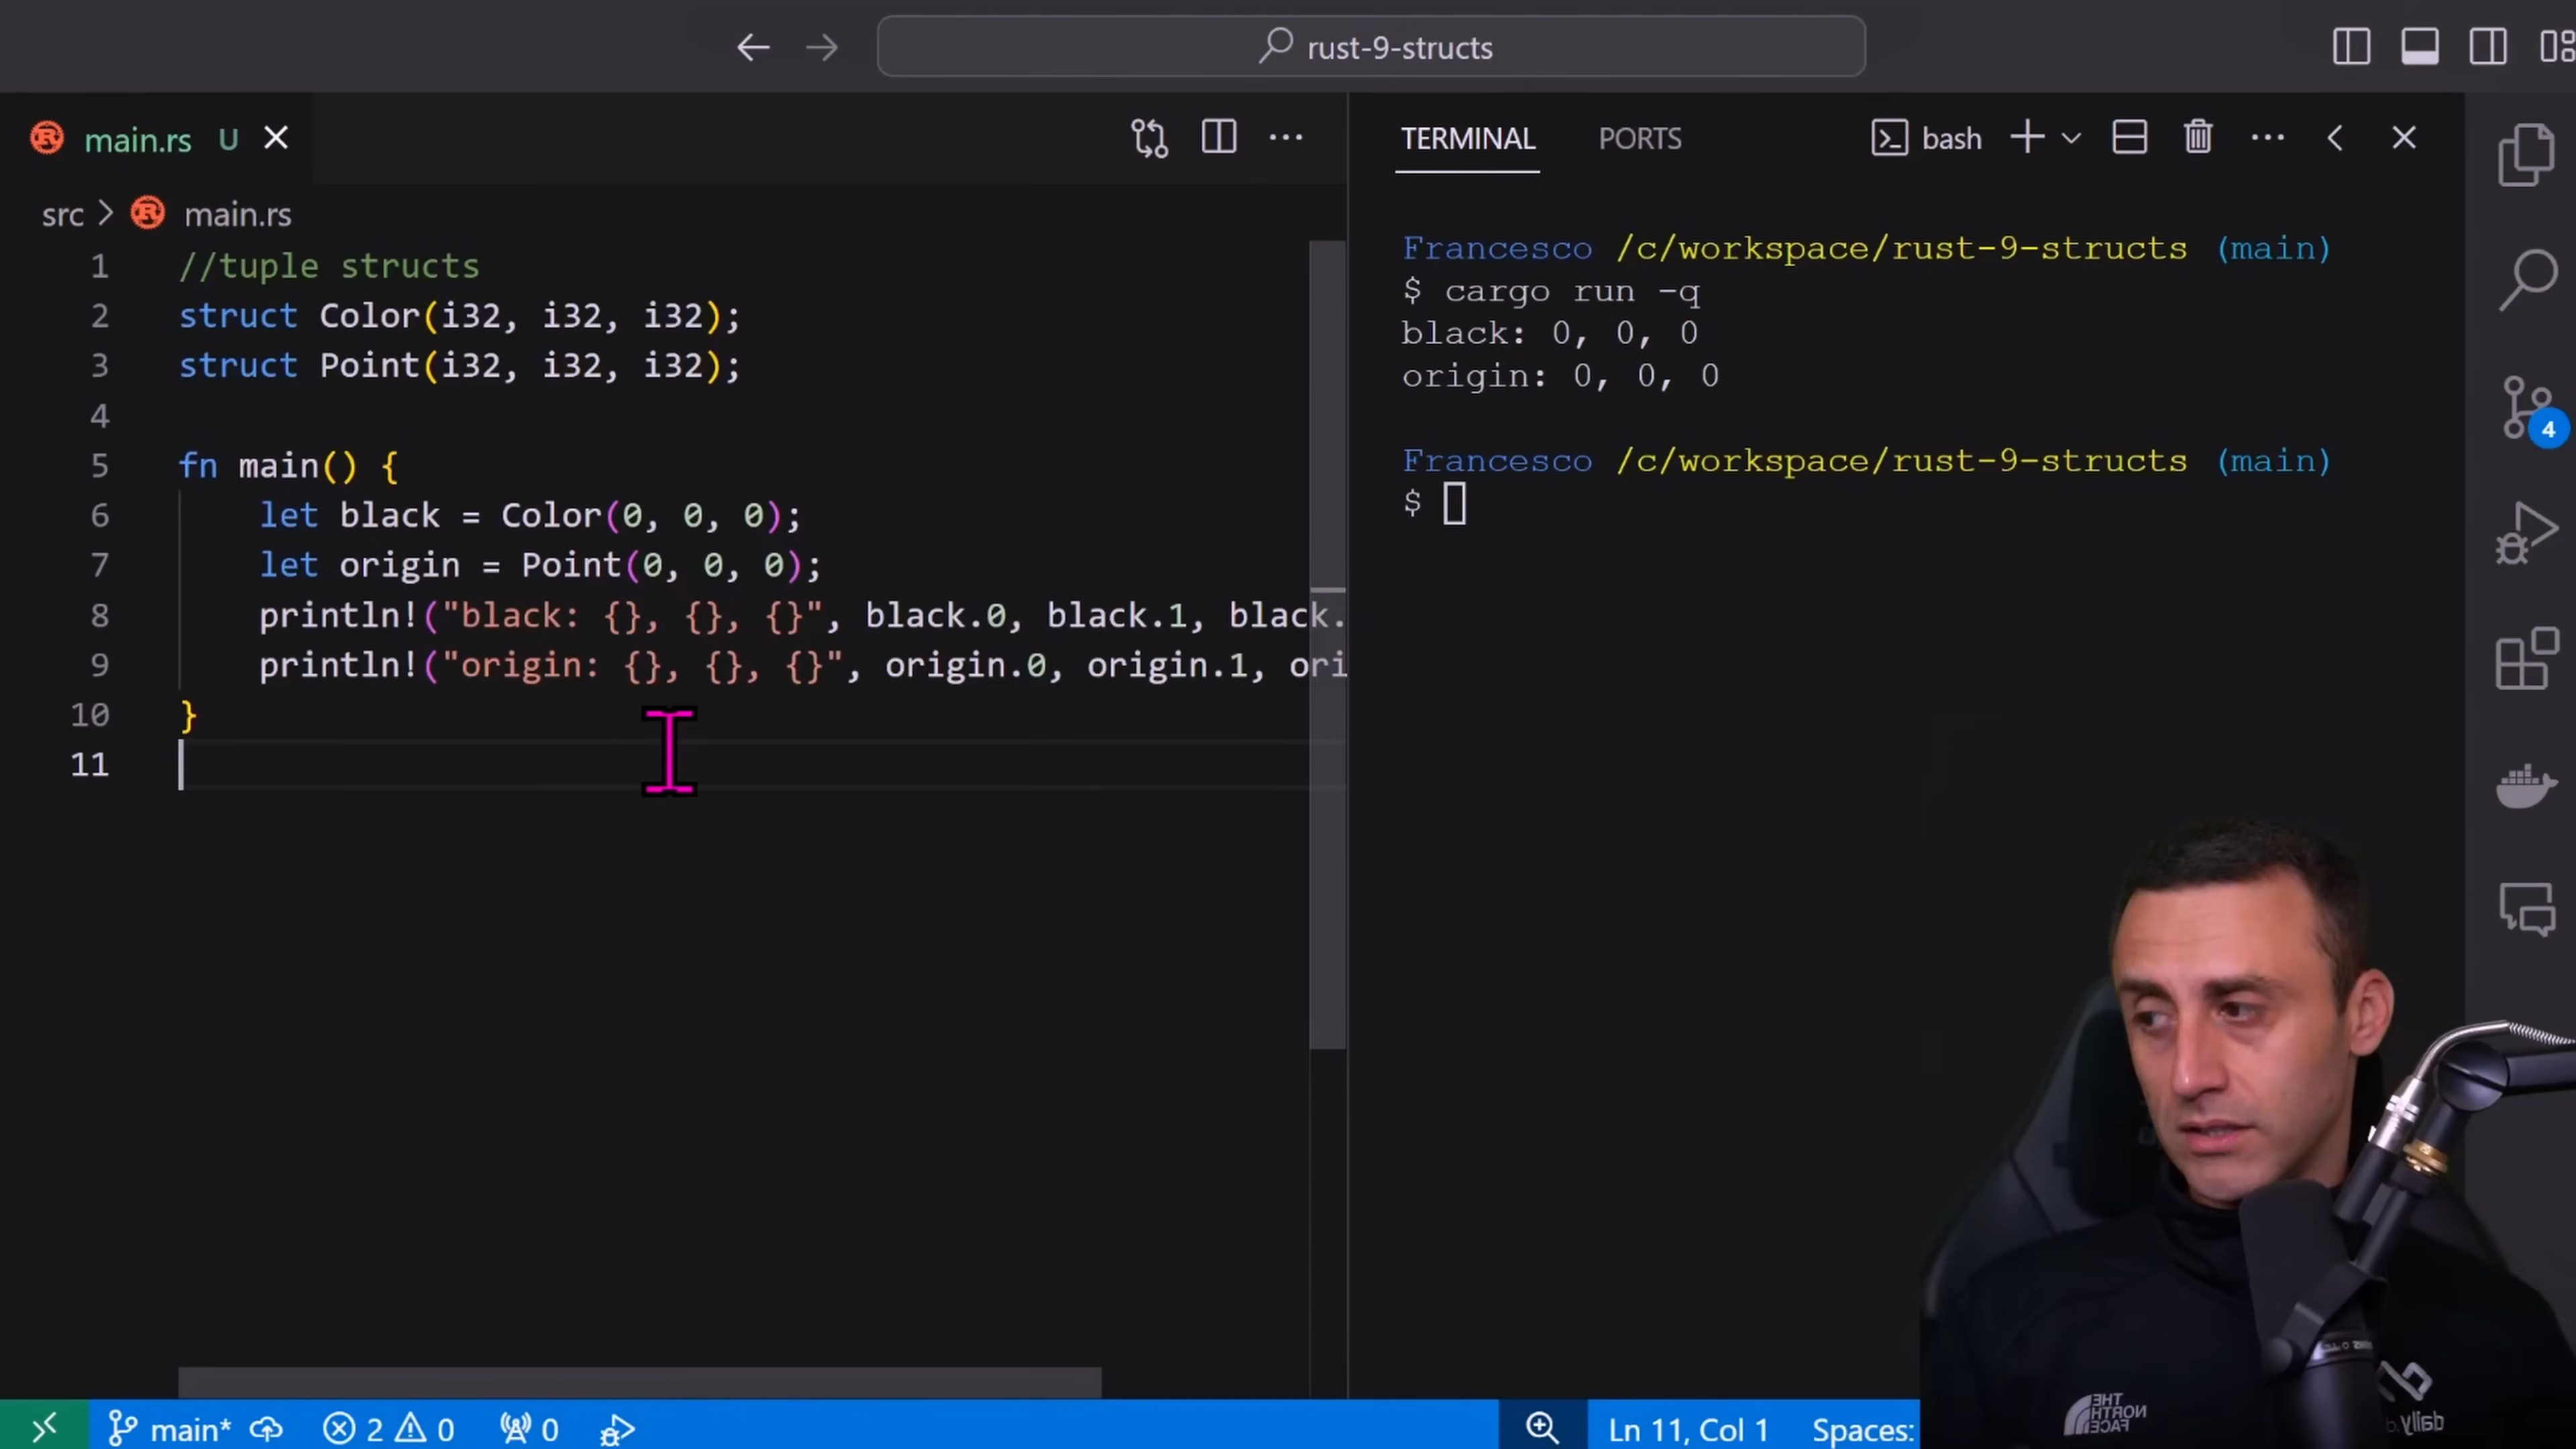 rust-9-structs
main.rs U
TERMINAL PORTS bash
src > main.rs
1 //tuple structs
2 struct Color(i32, i32, i32);
3 struct Point(i32, i32, i32);
4
5 fn main() {
6 let black = Color(0, 0, 0);
7 let origin = Point(0, 0, 0);
8 println!("black: {}, {}, {}", black.0, black.1, black.
9 println!("origin: {}, {}, {}", origin.0, origin.1, ori
10 }
11
Francesco /c/workspace/rust-9-structs (main)
$ cargo run -q
black: 0, 0, 0
origin: 0, 0, 0
Francesco /c/workspace/rust-9-structs (main)
$
4
THE
NORTH
FACE
daily.d
main* 2 0 0 Ln 11, Col 1 Spaces: